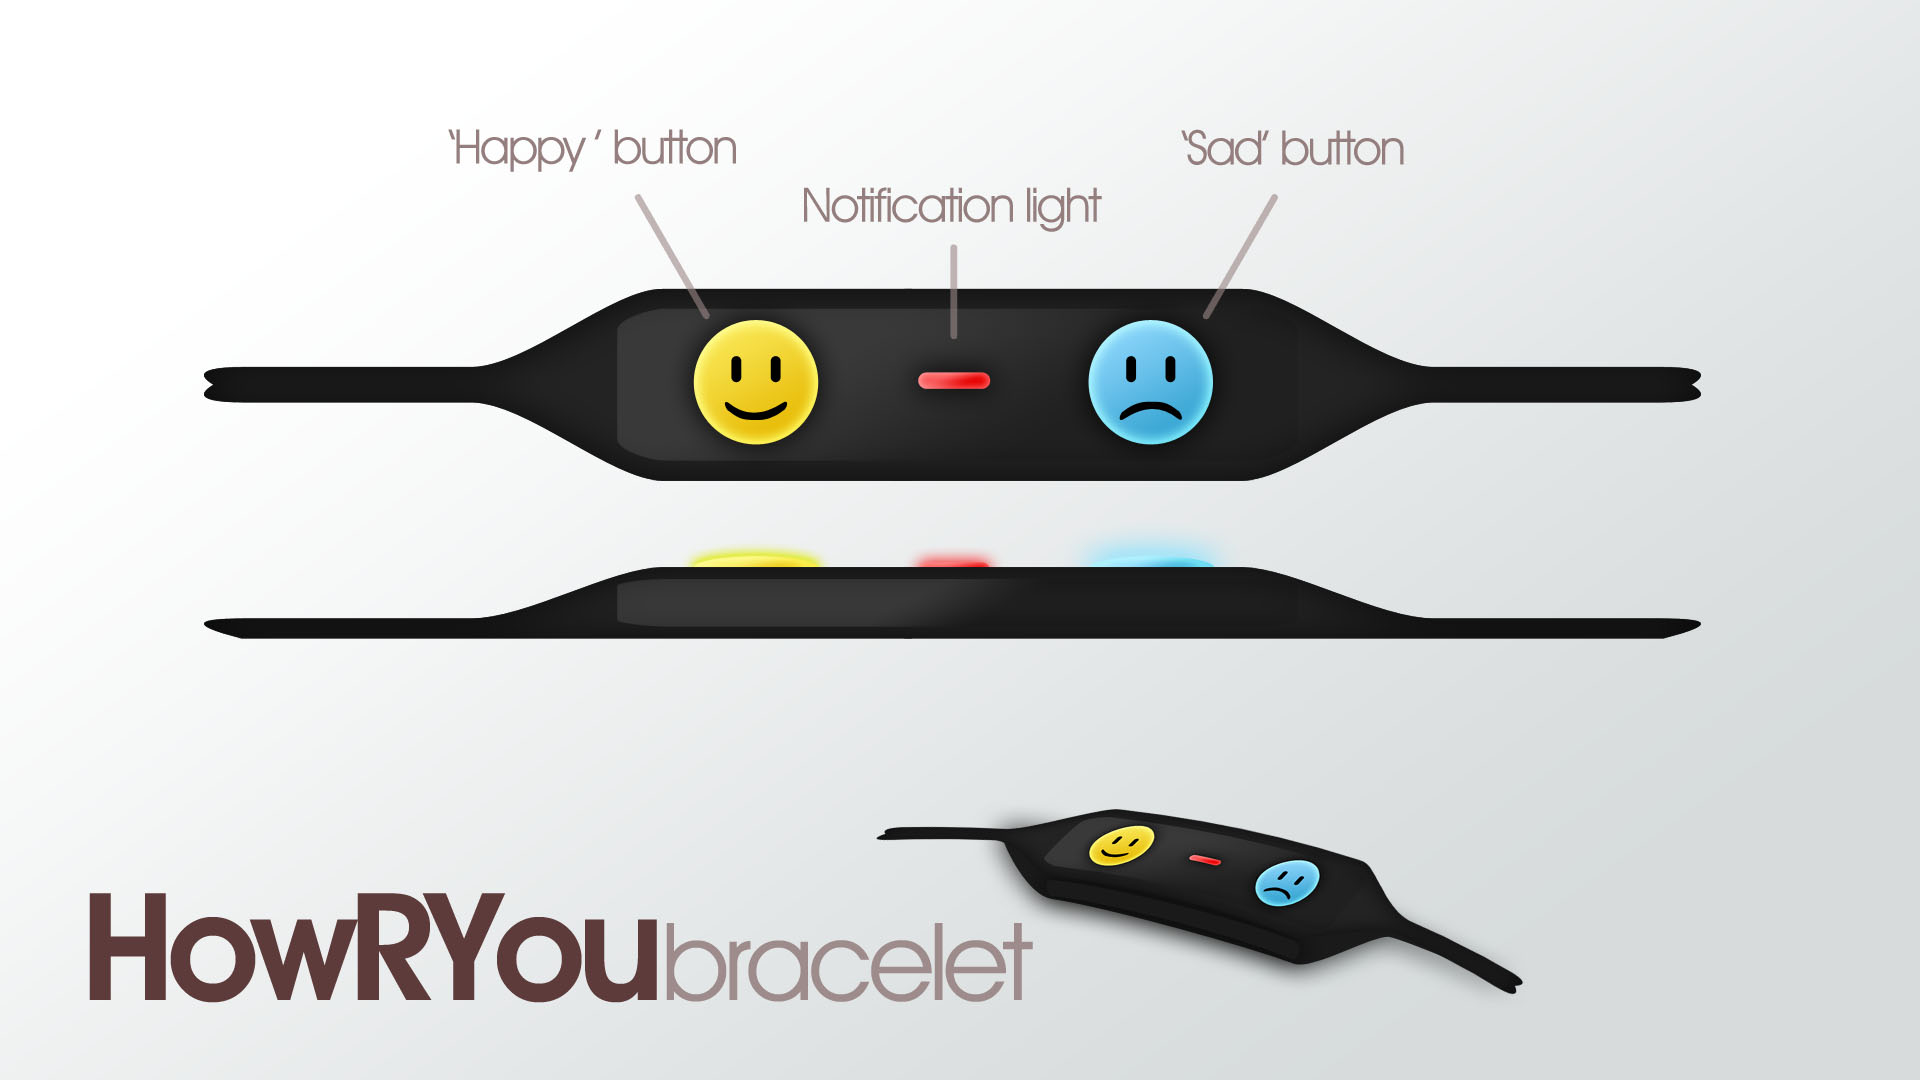 ‘Happy ’ button
‘Sad’ button
Notification light
HowRYoubracelet